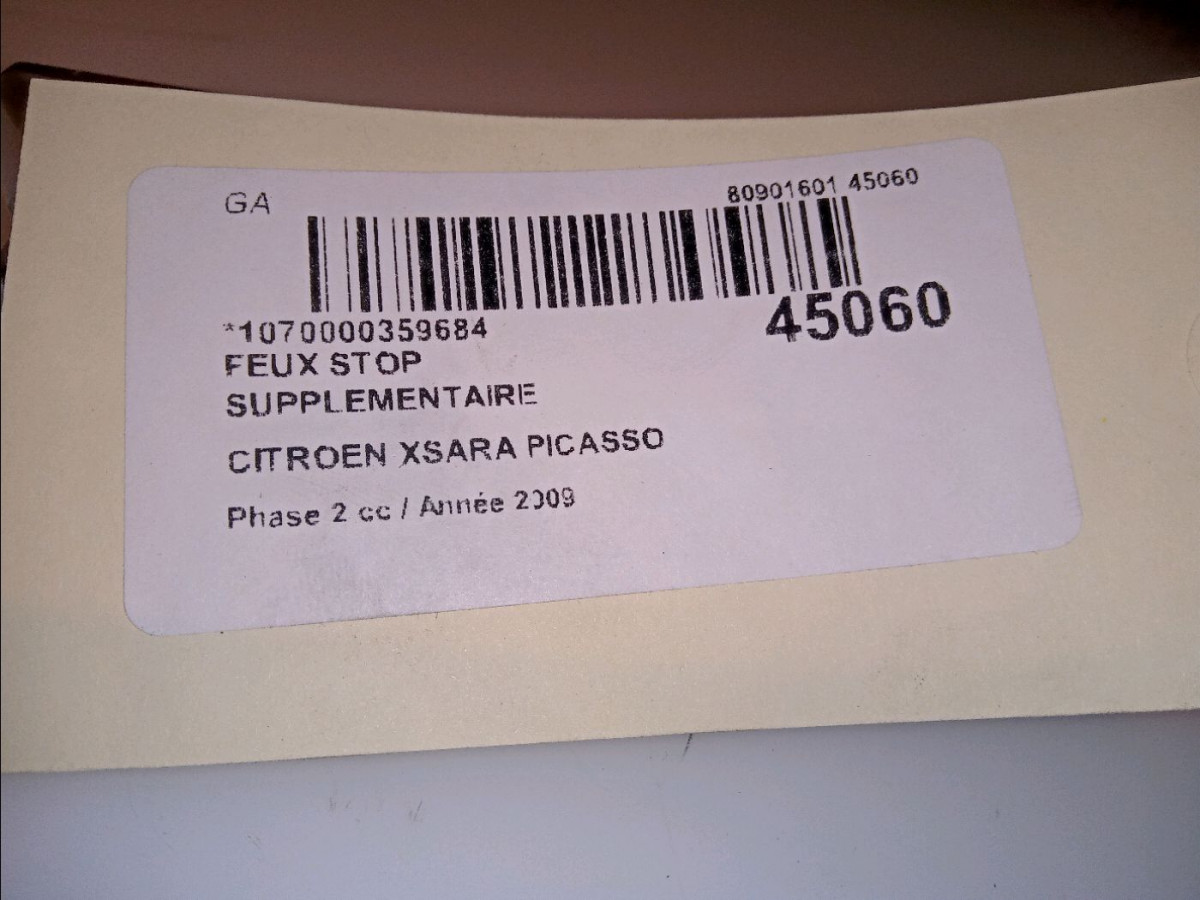 GA
80901601 45060
45060
*1070000359684
FEUX STOP
SUPPLEMENTAIRE
CITROEN XSARA PICASSO
Phase 2 cc / Année 2009